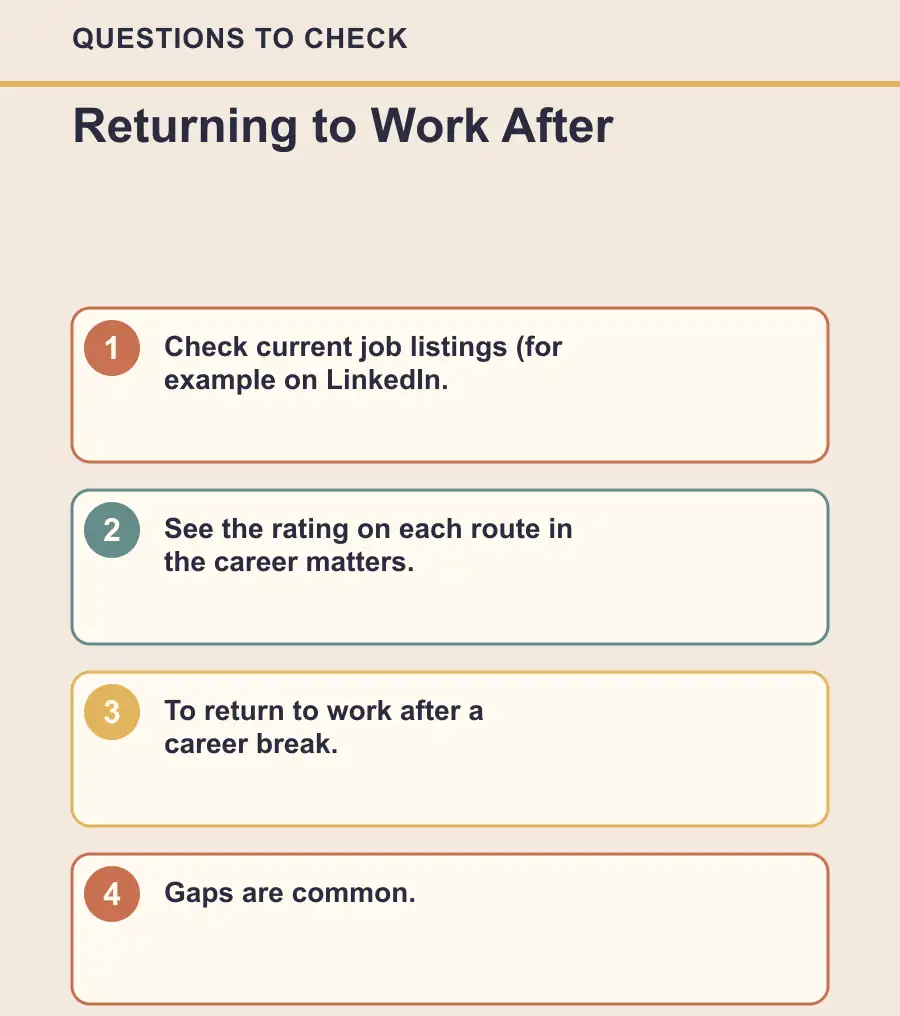 QUESTIONS TO CHECK
Returning to Work After
1
Check current job listings (for
example on LinkedIn.
2
See the rating on each route in
the career matters.
3
To return to work after a
career break.
4
Gaps are common.